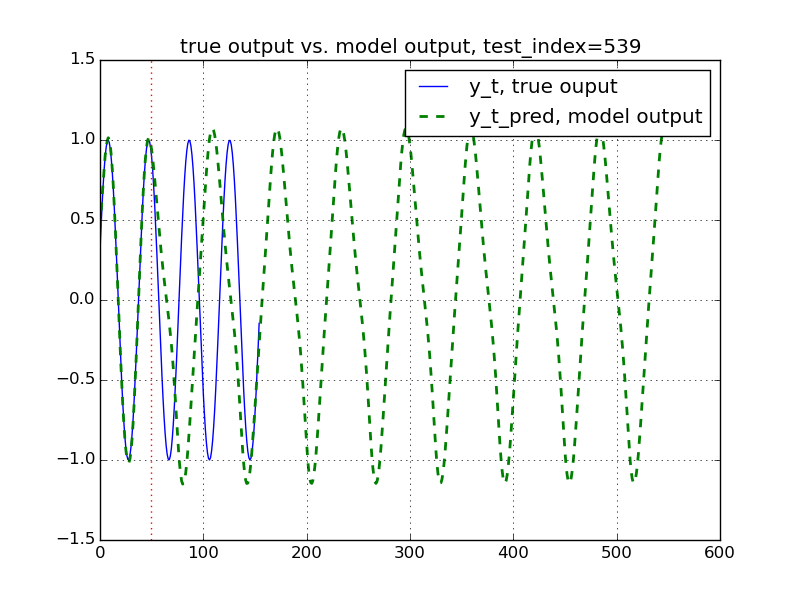 true output vs. model output, test_index=539
y_t, true ouput
y_t_pred, model output
1.5
1.0
0.5
0.0
−0.5
−1.0
−1.5
0 100 200 300 400 500 600